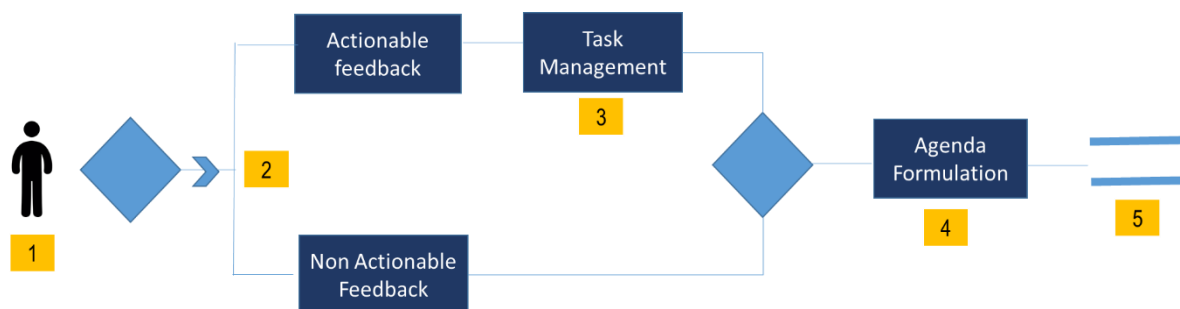 Actionable
feedback
Task
Management
3
2
Agenda
Formulation
1
4
5
Non Actionable
Feedback